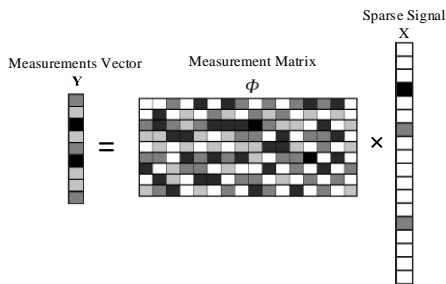 Sparse Signal
X
Measurements Vector
Y
Measurement Matrix
Φ
=
×